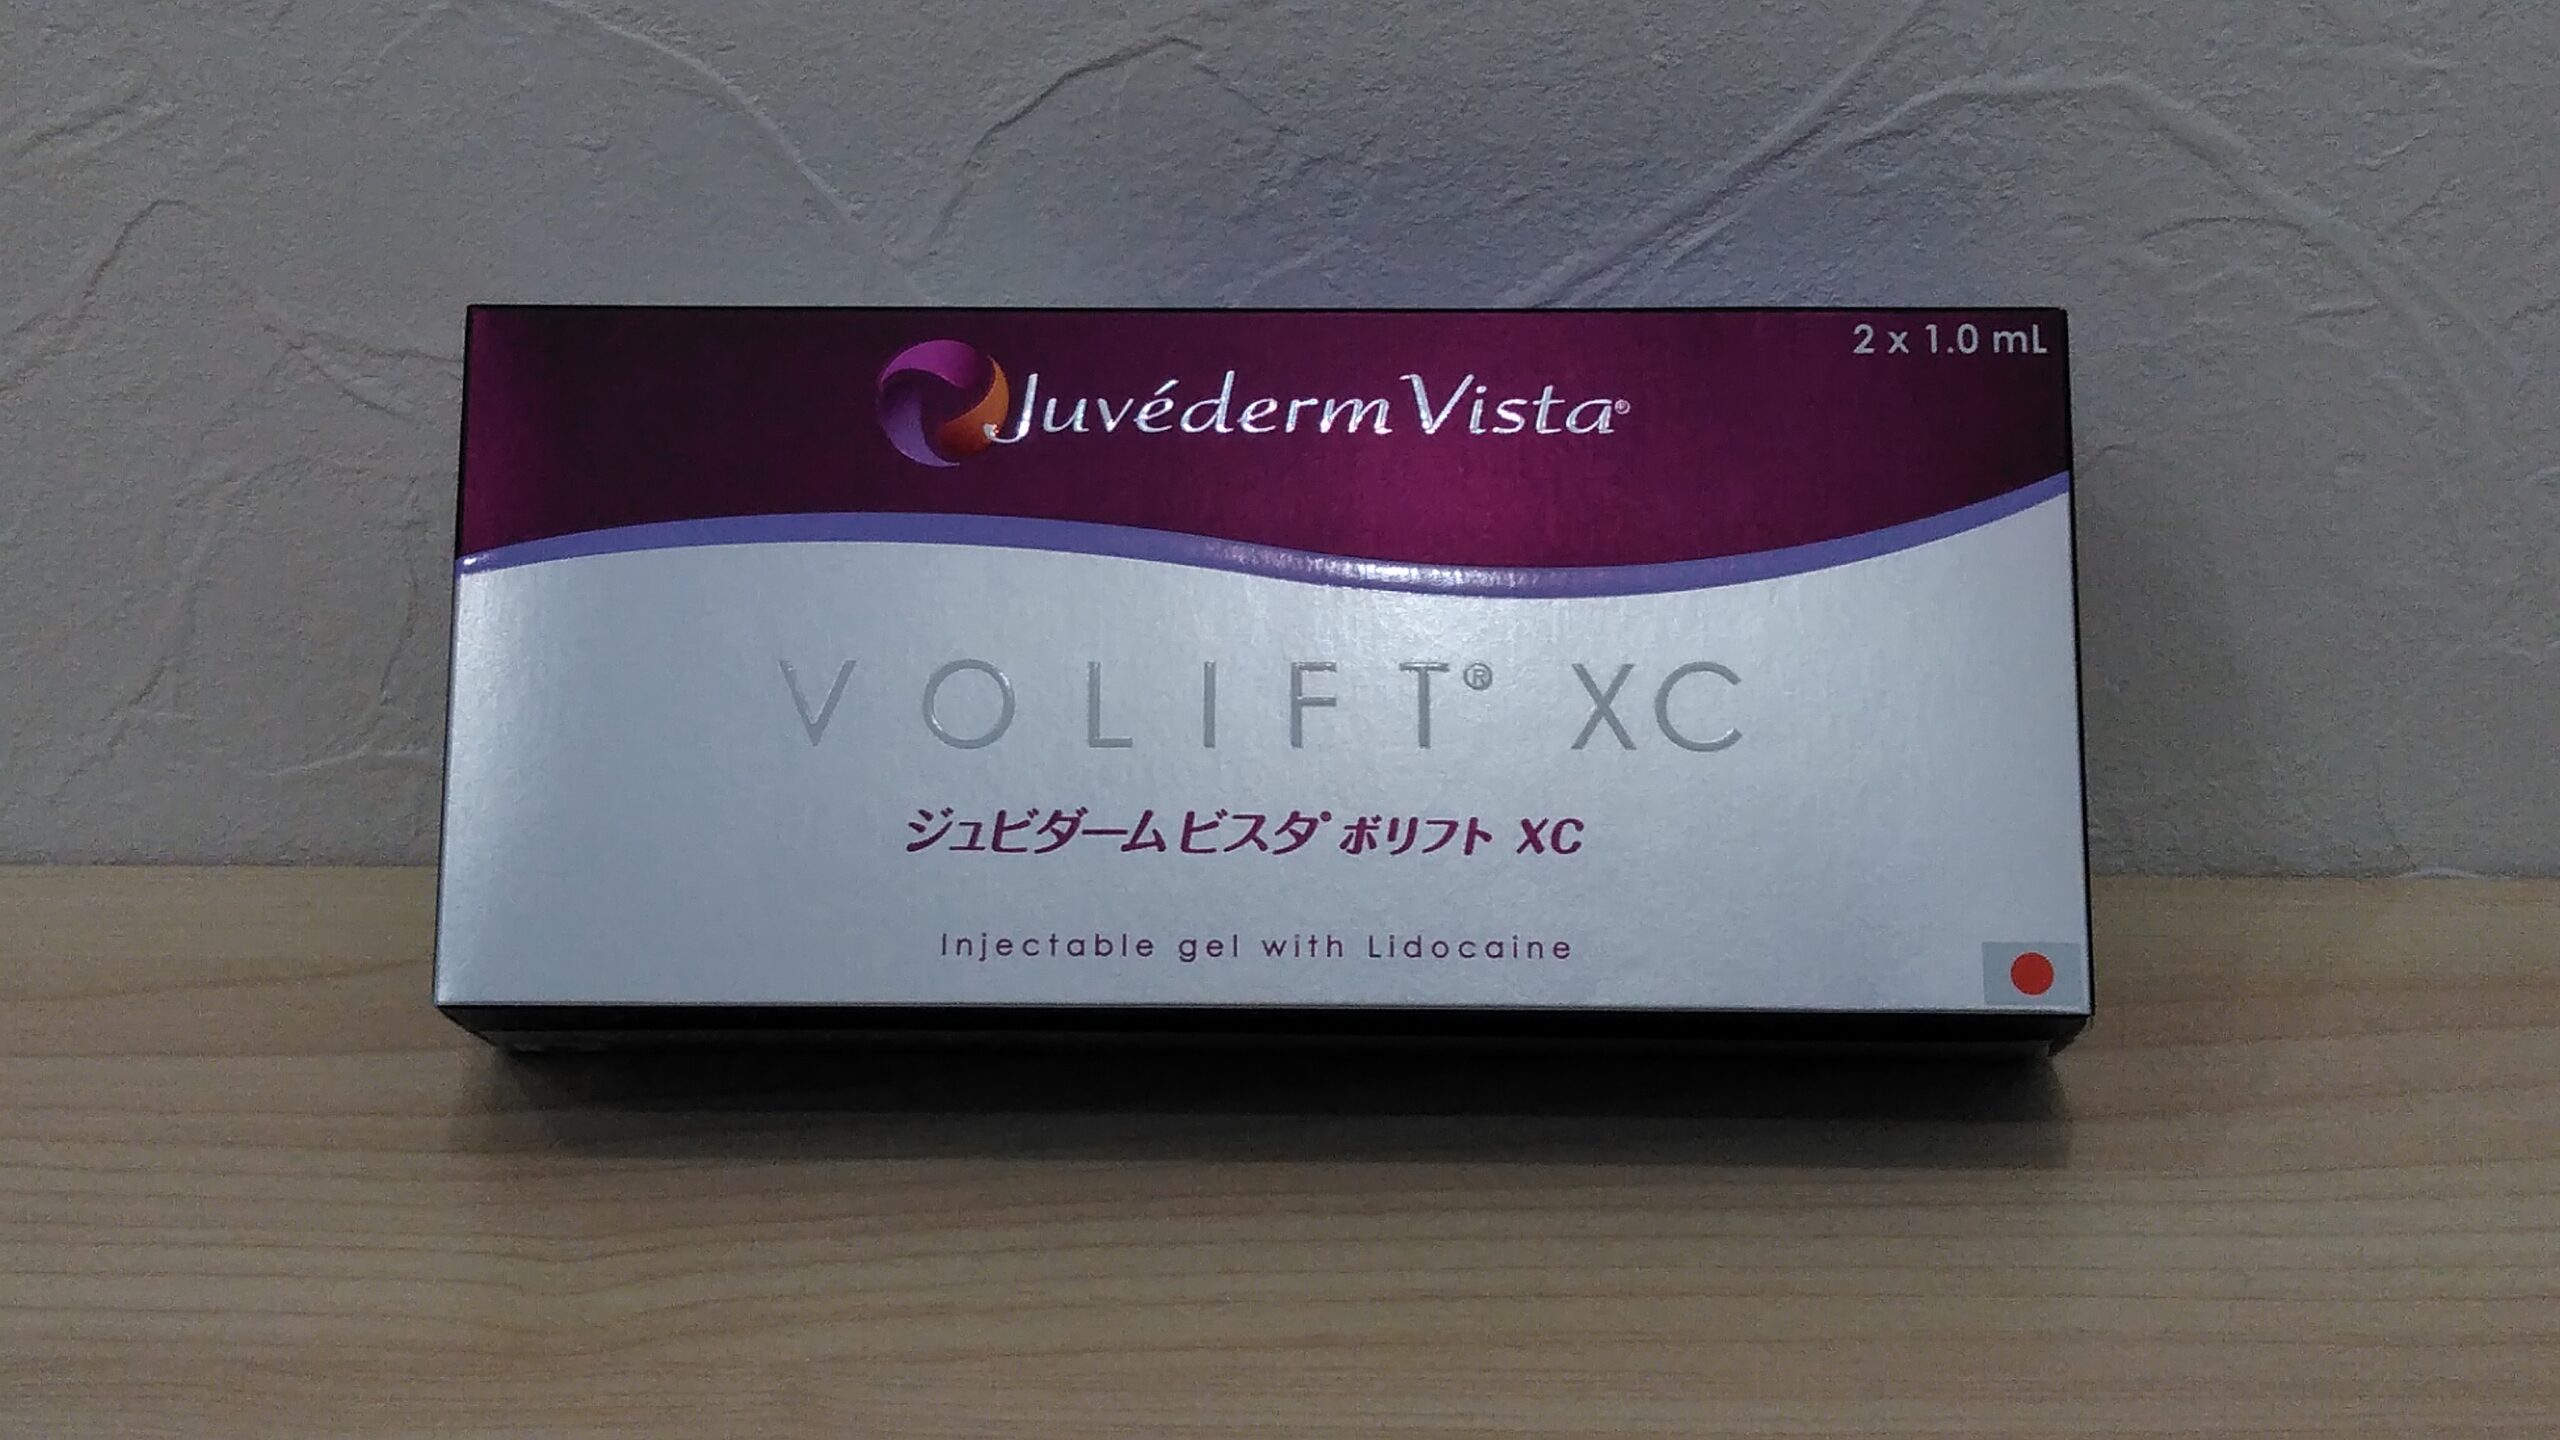 2 x 1.0 mL
Juvéderm Vista®
VOLIFT® XC
ジュビダームビスタ® ボリフト XC
Injectable gel with Lidocaine